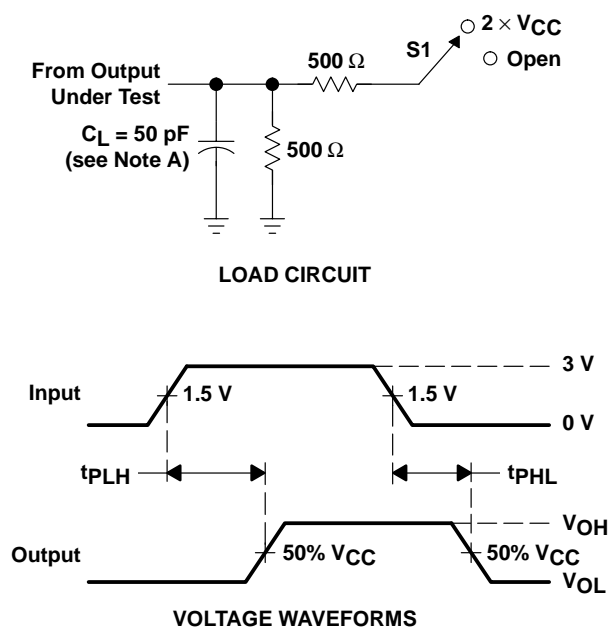 2 × VCC
S1
Open
500 Ω
From Output
Under Test
CL = 50 pF
(see Note A)
500 Ω
LOAD CIRCUIT
3 V
Input
1.5 V
1.5 V
0 V
tPLH
tPHL
VOH
Output
50% VCC
50% VCC
VOL
VOLTAGE WAVEFORMS